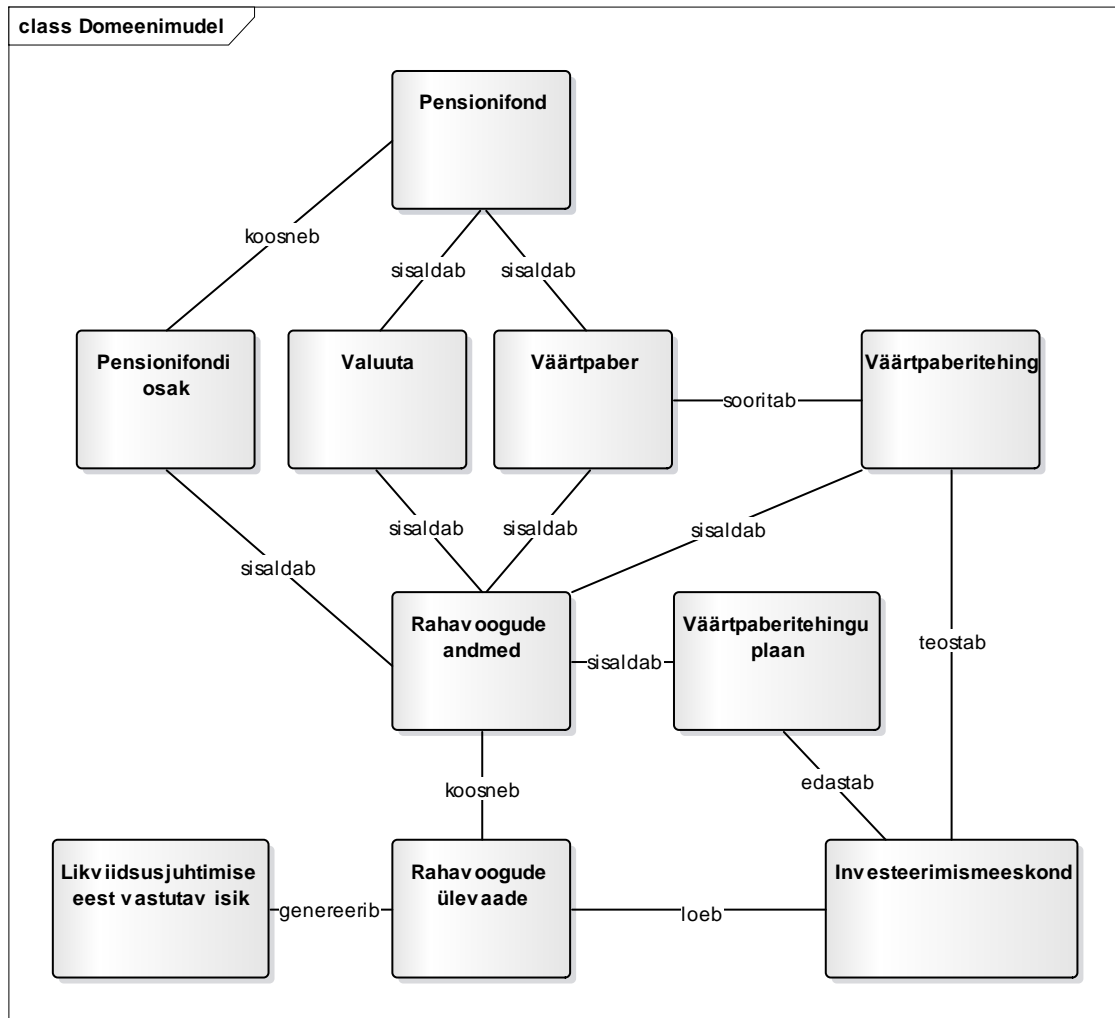 class Domeenimudel
Pensionifond
koosneb
sisaldab
sisaldab
Pensionifondi
osak
Valuuta
Väärtpaber
Väärtpaberitehing
sooritab
sisaldab
sisaldab
sisaldab
sisaldab
Rahavoogude
andmed
Väärtpaberitehingu
plaan
sisaldab
teostab
koosneb
edastab
Likviidsusjuhtimise
eest vastutav isik
Rahavoogude
ülevaade
Investeerimismeeskond
genereerib
loeb